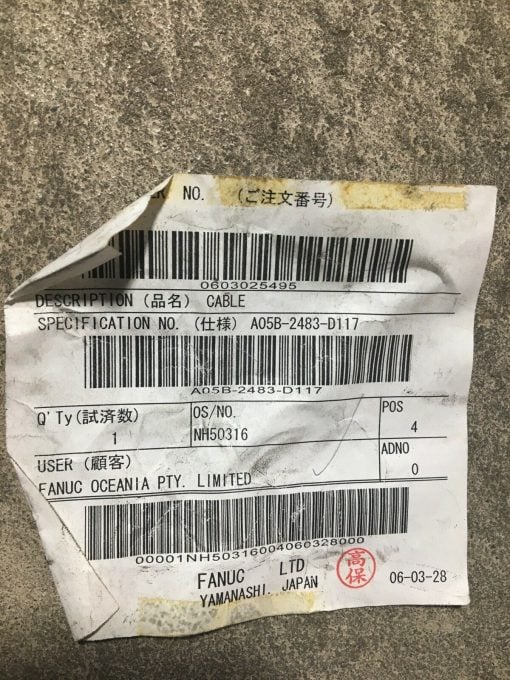 ER NO. (ご注文番号)
0603025495
DESCRIPTION (品名) CABLE
SPECIFICATION NO. (仕様) A05B-2483-D117
A05B-2483-D117
Q'Ty(試済数) OS/NO. POS
1 NH50316 4
USER (顧客) ADNO
FANUC OCEANIA PTY. LIMITED 0
00001NH50316004060328000
FANUC LTD
YAMANASHI, JAPAN
高保
06-03-28